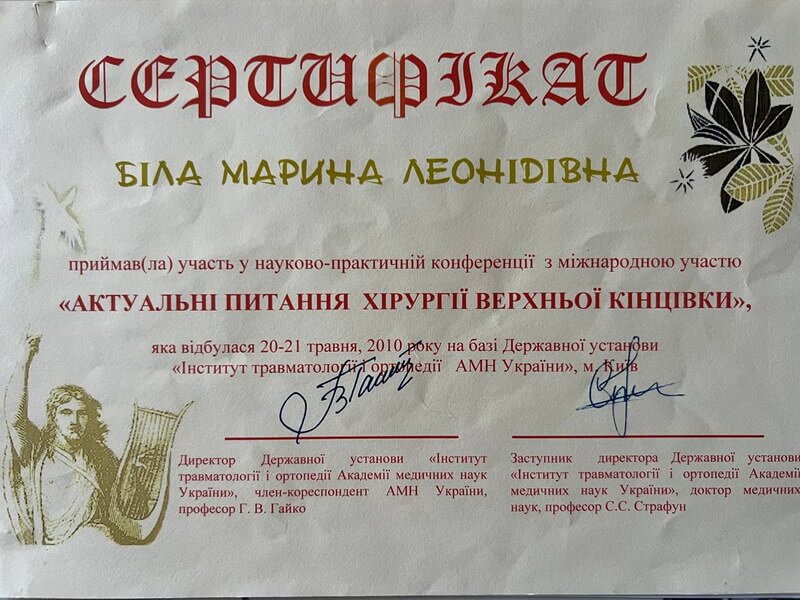 СЕРТИФІКАТ
БІЛА МАРИНА ЛЕОНІДІВНА
приймав(ла) участь у науково-практичній конференції з міжнародною участю
«АКТУАЛЬНІ ПИТАННЯ ХІРУРГІЇ ВЕРХНЬОЇ КІНЦІВКИ»,
яка відбулася 20-21 травня, 2010 року на базі Державної установи
«Інститут травматології і ортопедії АМН України», м. Київ
Директор Державної установи «Інститут
травматології і ортопедії Академії медичних наук
України», член-кореспондент АМН України,
професор Г. В. Гайко
Заступник директора Державної установи
«Інститут травматології і ортопедії Академії
медичних наук України», доктор медичних
наук, професор С.С. Страфун